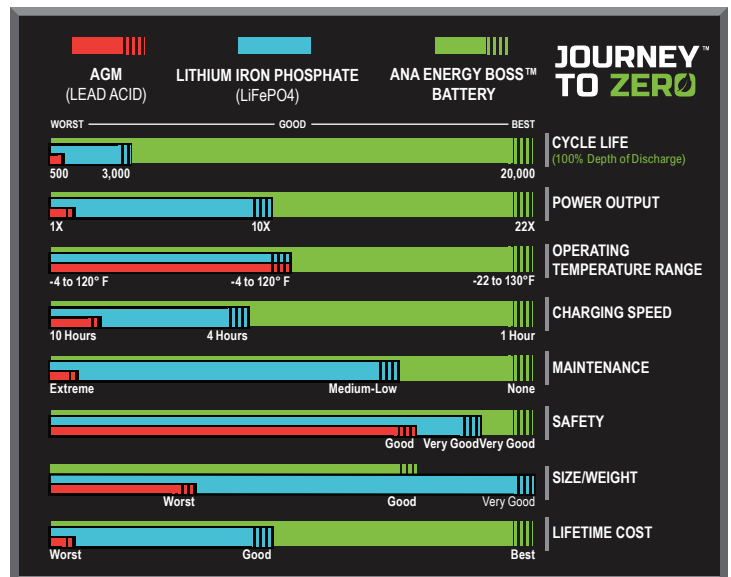 AGM
(LEAD ACID)
LITHIUM IRON PHOSPHATE
(LiFePO4)
ANA ENERGY BOSS™
BATTERY
JOURNEY™
TO ZERO
WORST GOOD BEST
CYCLE LIFE
(100% Depth of Discharge)
500 3,000 20,000
POWER OUTPUT
1X 10X 22X
OPERATING
TEMPERATURE RANGE
-4 to 120° F -4 to 120° F -22 to 130°F
CHARGING SPEED
10 Hours 4 Hours 1 Hour
MAINTENANCE
Extreme Medium-Low None
SAFETY
Good Very Good Very Good
SIZE/WEIGHT
Worst Good Very Good
LIFETIME COST
Worst Good Best